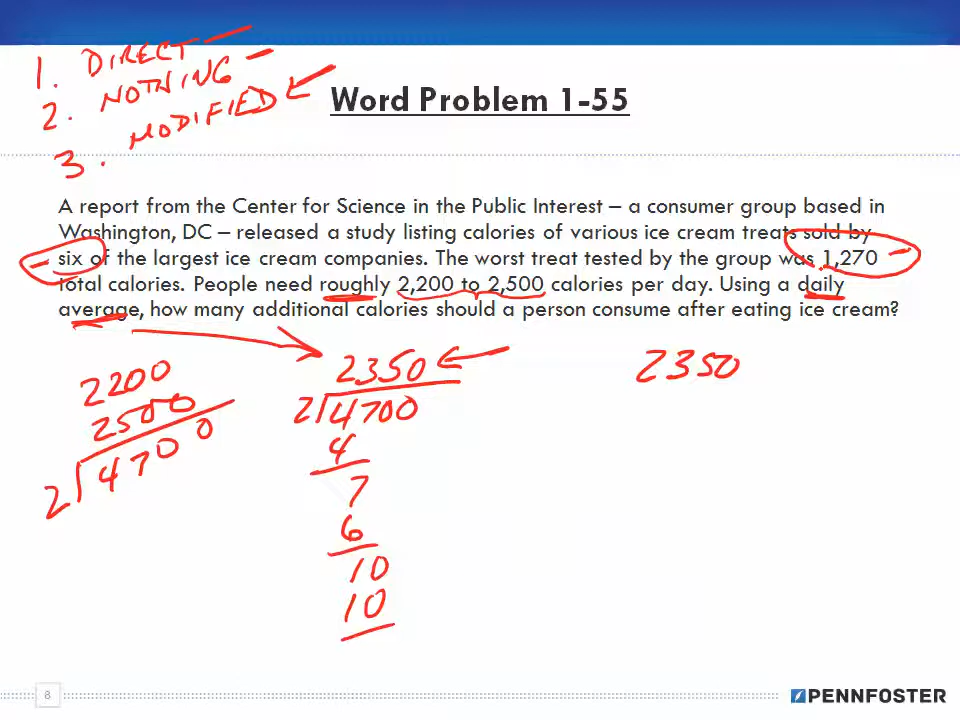 1. DIRECT
2. NOTHING
3. MODIFIED
Word Problem 1-55
A report from the Center for Science in the Public Interest – a consumer group based in
Washington, DC – released a study listing calories of various ice cream treats sold by
six of the largest ice cream companies. The worst treat tested by the group was 1,270
total calories. People need roughly 2,200 to 2,500 calories per day. Using a daily
average, how many additional calories should a person consume after eating ice cream?
2200
2500
2 4700
2350
2 4700
4
7
6
10
10
2350
8
PENNFOSTER